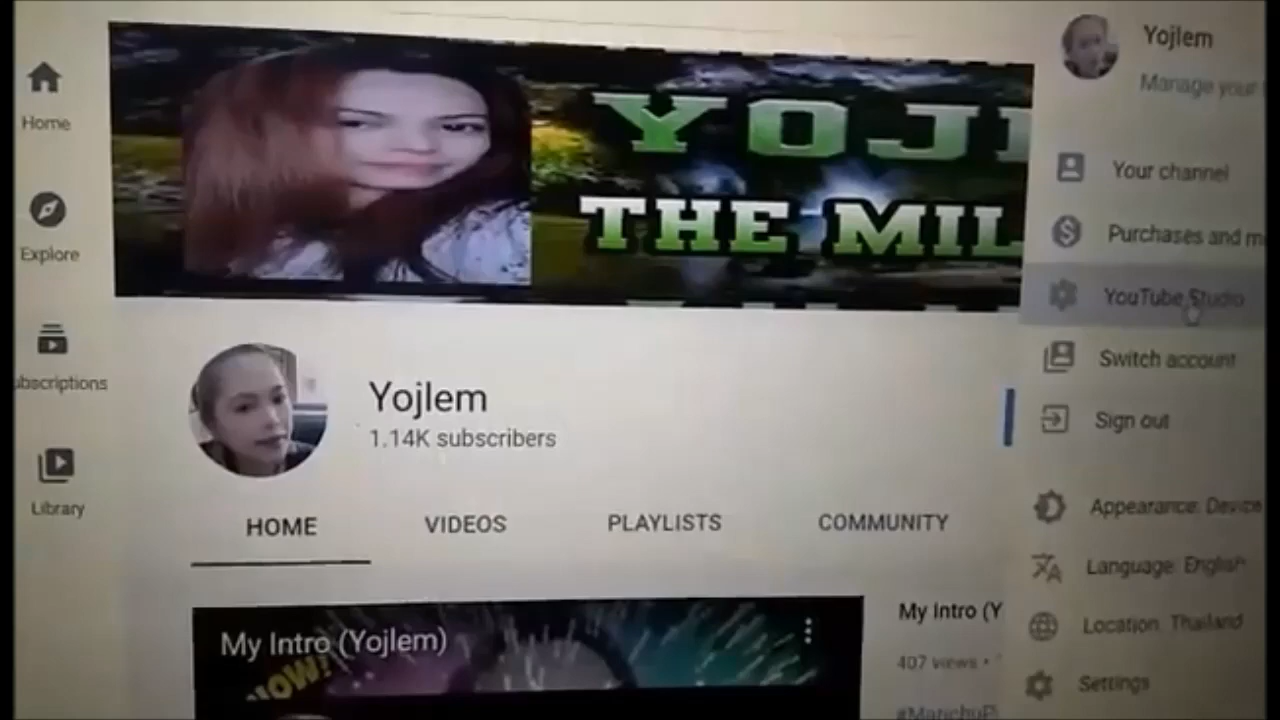 Home
Explore
ubscriptions
Library
YOJL
THE MIL
Yojlem
1.14K subscribers
HOME
VIDEOS
PLAYLISTS
COMMUNITY
My Intro (Yojlem)
NOW!
My Intro (Y
407 views •
Yojlem
Manage your
Your channel
Purchases and m
YouTube Studio
Switch account
Sign out
Appearance: Device
Language: English
Location: Thailand
Settings